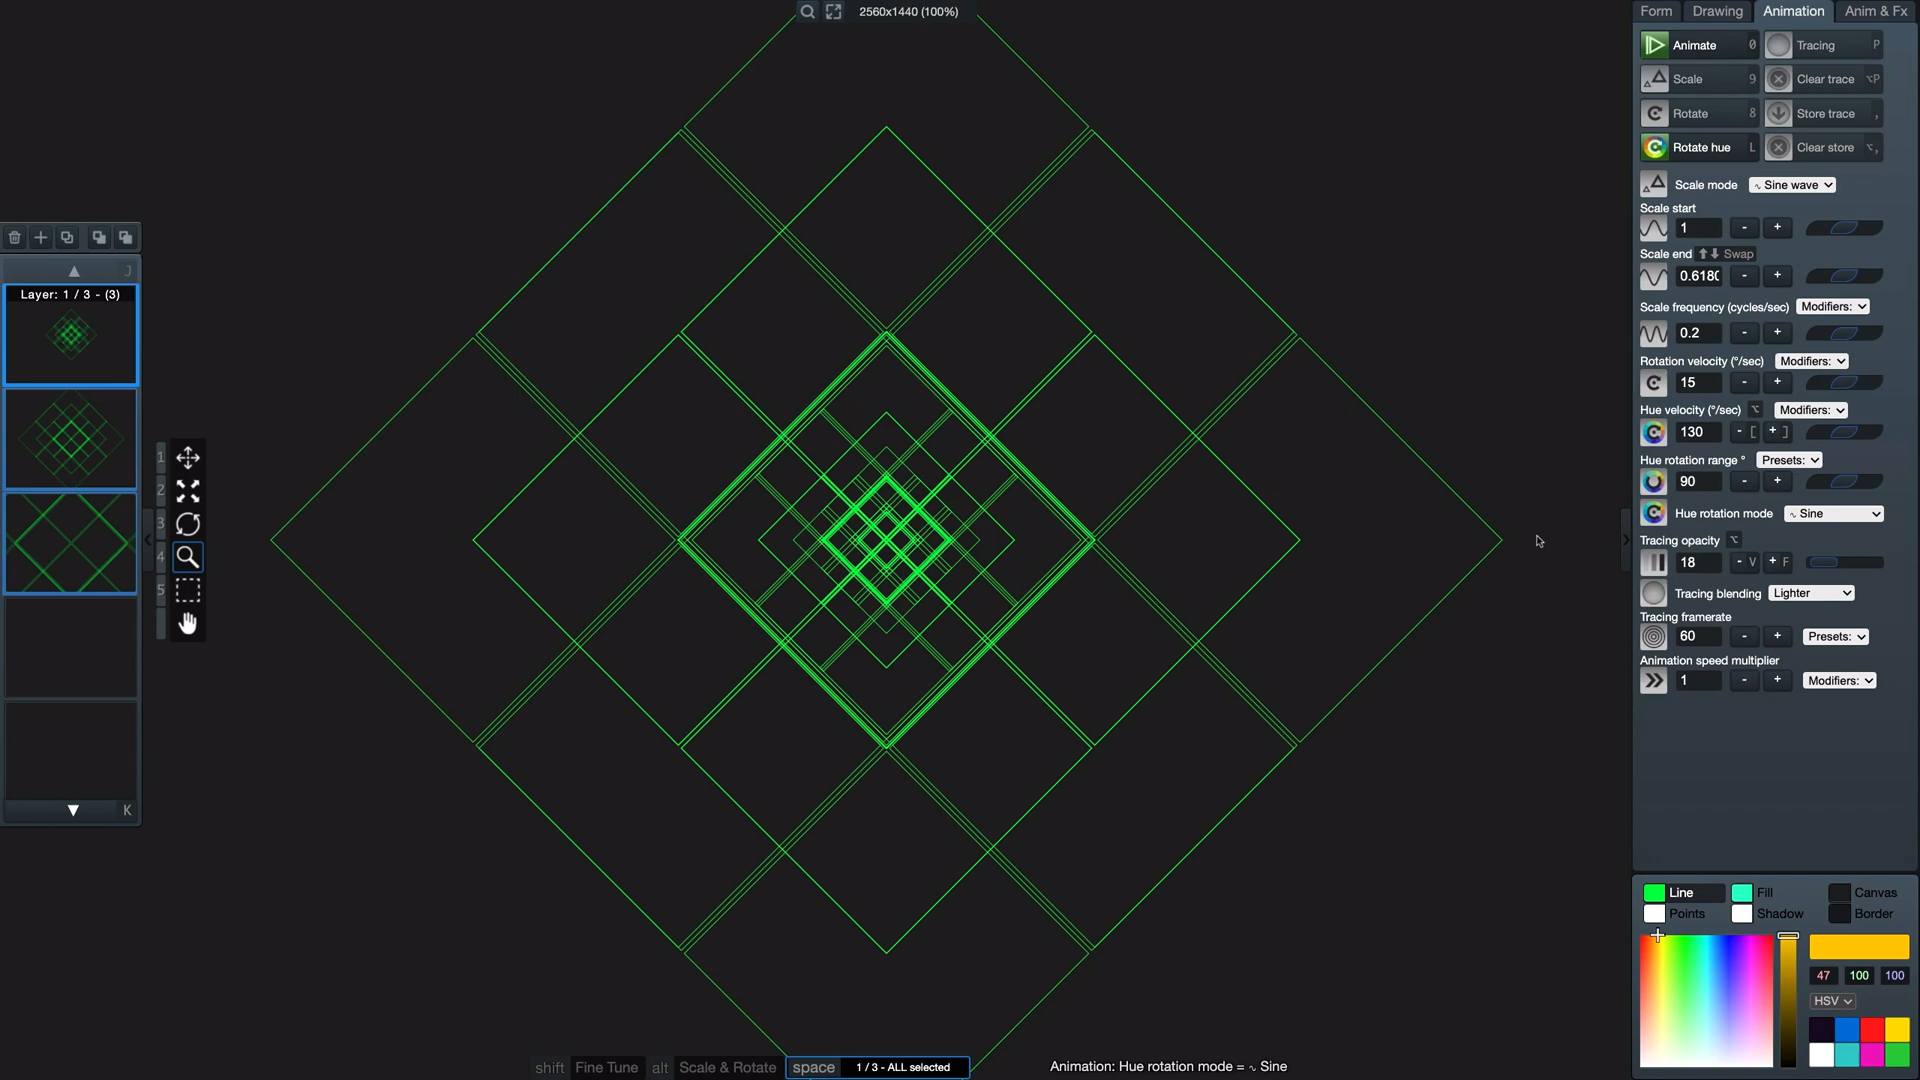 2560x1440 (100%)
Form Drawing Animation Anim & Fx
Animate 0 Tracing P
Scale 9 Clear trace ⌥P
Rotate 8 Store trace ,
Rotate hue L Clear store ⌥,
Scale mode ∿ Sine wave
Scale start
1 - +
Scale end ⬆⬇ Swap
0.6180 - +
Scale frequency (cycles/sec) Modifiers:
0.2 - +
Rotation velocity (°/sec) Modifiers:
15 - +
Hue velocity (°/sec) ⌥ Modifiers:
130 - [ + ]
Hue rotation range ° Presets:
90 - +
Hue rotation mode ∿ Sine
Tracing opacity ⌥
18 - V + F
Tracing blending Lighter
Tracing framerate
60 - + Presets:
Animation speed multiplier
1 - + Modifiers:
J
Layer: 1 / 3 - (3)
K
1
2
3
4
5
Line Fill Canvas
Points Shadow Border
47 100 100
HSV
shift Fine Tune alt Scale & Rotate space 1 / 3 - ALL selected
Animation: Hue rotation mode = ∿ Sine